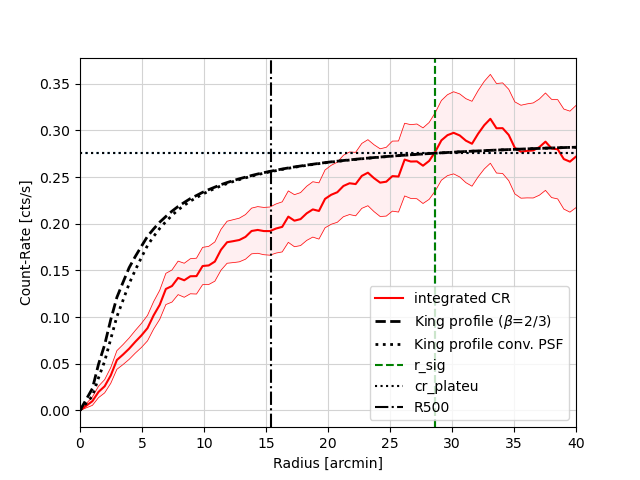 0.35
0.30
0.25
0.20
0.15
0.10
0.05
0.00
Count-Rate [cts/s]
integrated CR
King profile (β=2/3)
King profile conv. PSF
r_sig
cr_plateu
R500
0 5 10 15 20 25 30 35 40
Radius [arcmin]